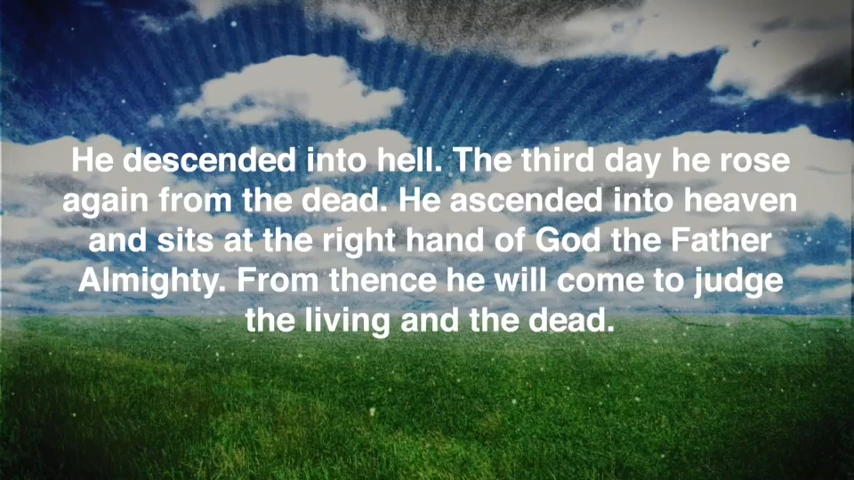 He descended into hell. The third day he rose
again from the dead. He ascended into heaven
and sits at the right hand of God the Father
Almighty. From thence he will come to judge
the living and the dead.